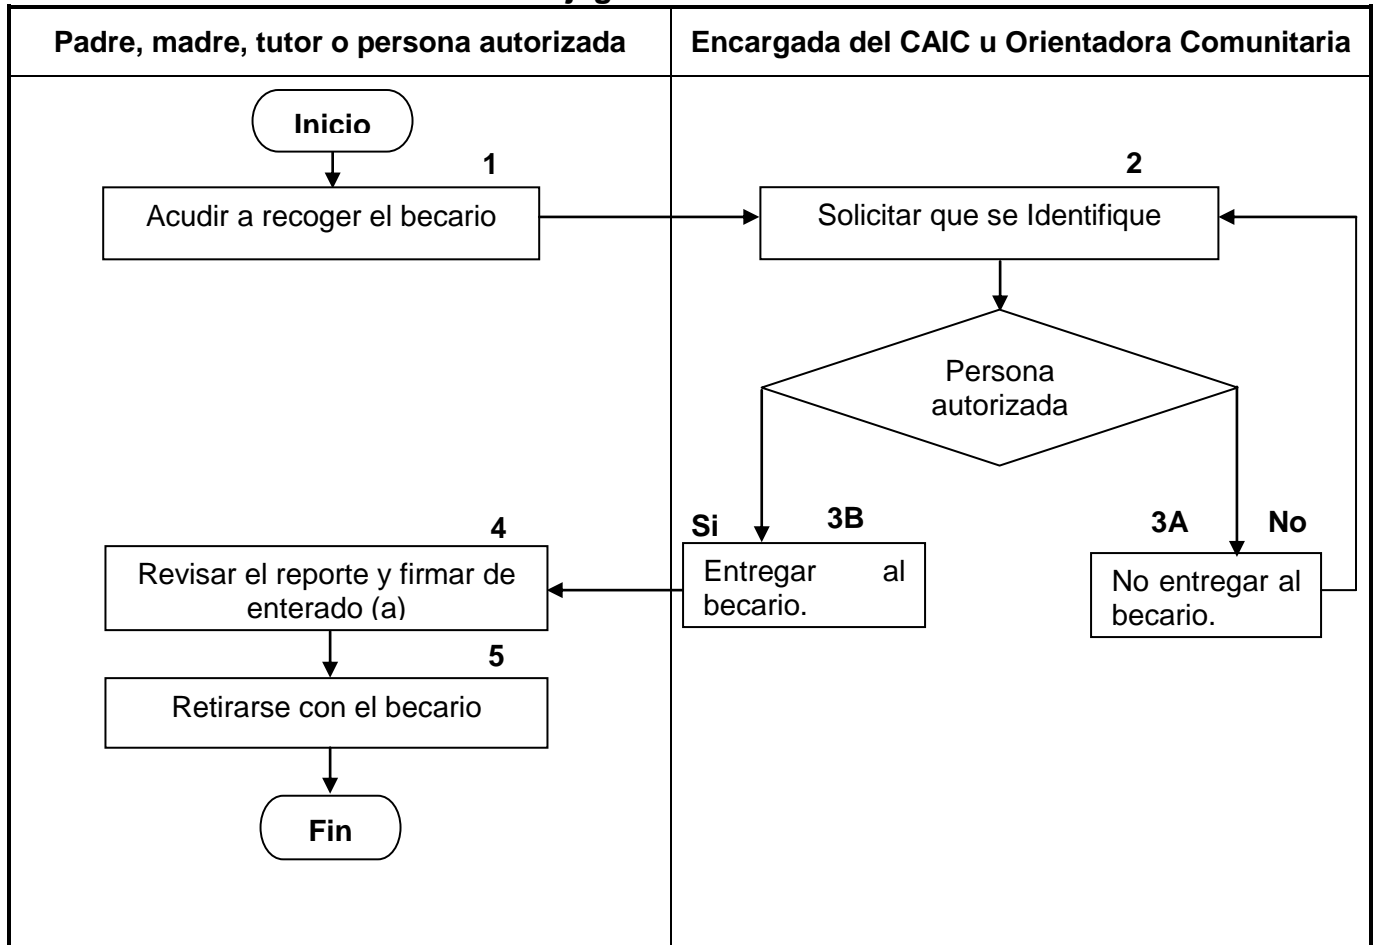 Padre, madre, tutor o persona autorizada
Encargada del CAIC u Orientadora Comunitaria
Inicio
1
Acudir a recoger el becario
2
Solicitar que se Identifique
Persona
autorizada
Si
3B
Entregar al
becario.
3A
No
No entregar al
becario.
4
Revisar el reporte y firmar de
enterado (a)
5
Retirarse con el becario
Fin